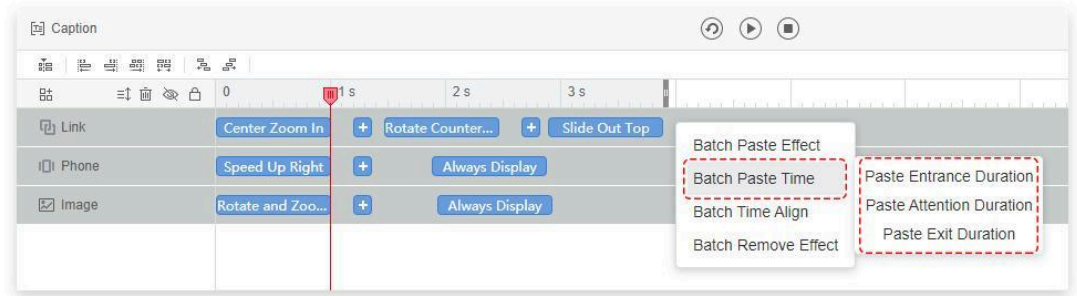 Caption
0 1 s 2 s 3 s
Link Center Zoom In + Rotate Counter... + Slide Out Top
Phone Speed Up Right + Always Display
Image Rotate and Zoo... + Always Display
Batch Paste Effect
Batch Paste Time
Batch Time Align
Batch Remove Effect
Paste Entrance Duration
Paste Attention Duration
Paste Exit Duration